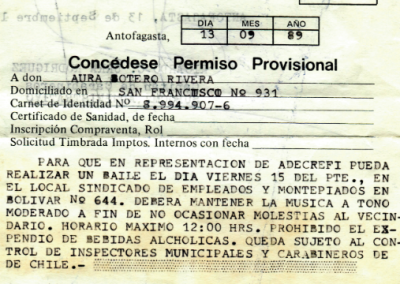 DIA MES AÑO
Antofagasta, 13 09 89
Concédese Permiso Provisional
A don AURA BOTERO RIVERA
Domiciliado en SAN FRANCISCO Nº 931
Carnet de Identidad Nº 8.994.907-6
Certificado de Sanidad, de fecha
Inscripción Compraventa, Rol
Solicitud Timbrada Imptos. Internos con fecha
PARA QUE EN REPRESENTACION DE ADECREFI PUEDA
REALIZAR UN BAILE EL DIA VIERNES 15 DEL PTE., EN
EL LOCAL SINDICADO DE EMPLEADOS Y MONTEPIADOS EN
BOLIVAR Nº 644. DEBERA MANTENER LA MUSICA A TONO
MODERADO A FIN DE NO OCASIONAR MOLESTIAS AL VECIN-
DARIO. HORARIO MAXIMO 12:00 HRS. PROHIBIDO EL EX-
PENDIO DE BEBIDAS ALCHOLICAS. QUEDA SUJETO AL CON-
TROL DE INSPECTORES MUNICIPALES Y CARABINEROS DE
DE CHILE.-